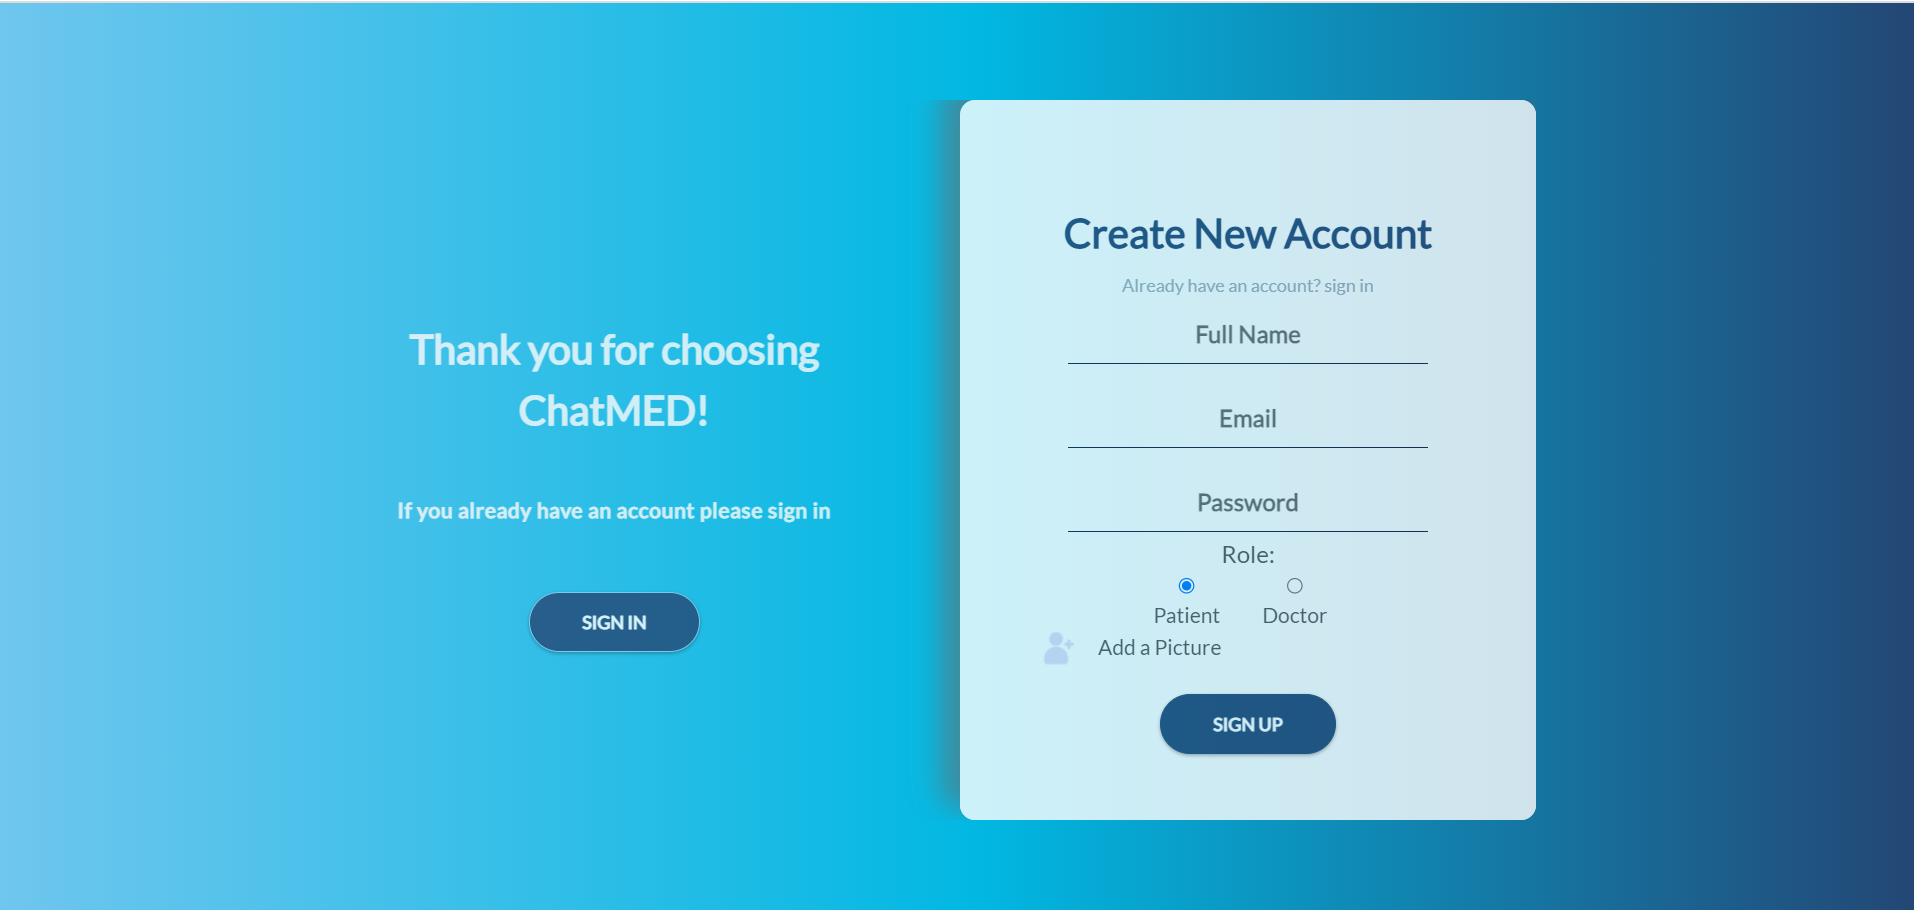 Thank you for choosing
ChatMED!
If you already have an account please sign in
SIGN IN
Create New Account
Already have an account? sign in
Full Name
Email
Password
Role:
Patient Doctor
Add a Picture
SIGN UP